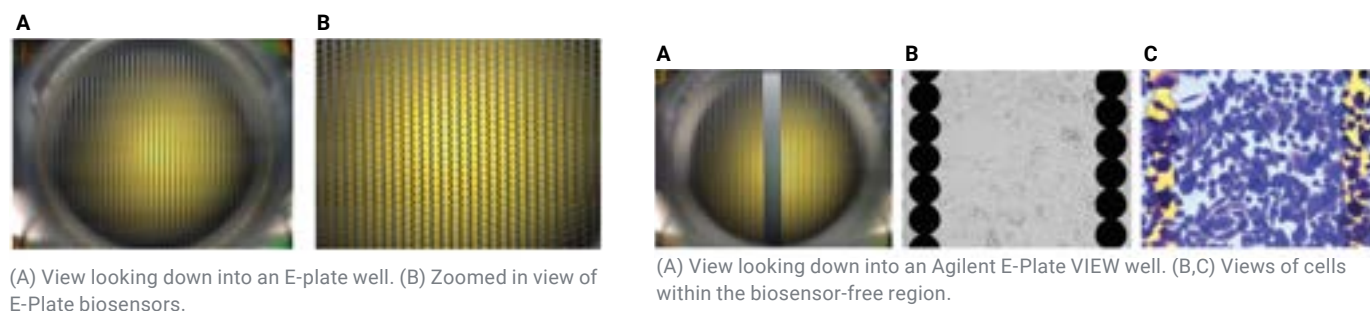 A
B
(A) View looking down into an E-plate well. (B) Zoomed in view of
E-Plate biosensors.
A
B
C
(A) View looking down into an Agilent E-Plate VIEW well. (B,C) Views of cells
within the biosensor-free region.